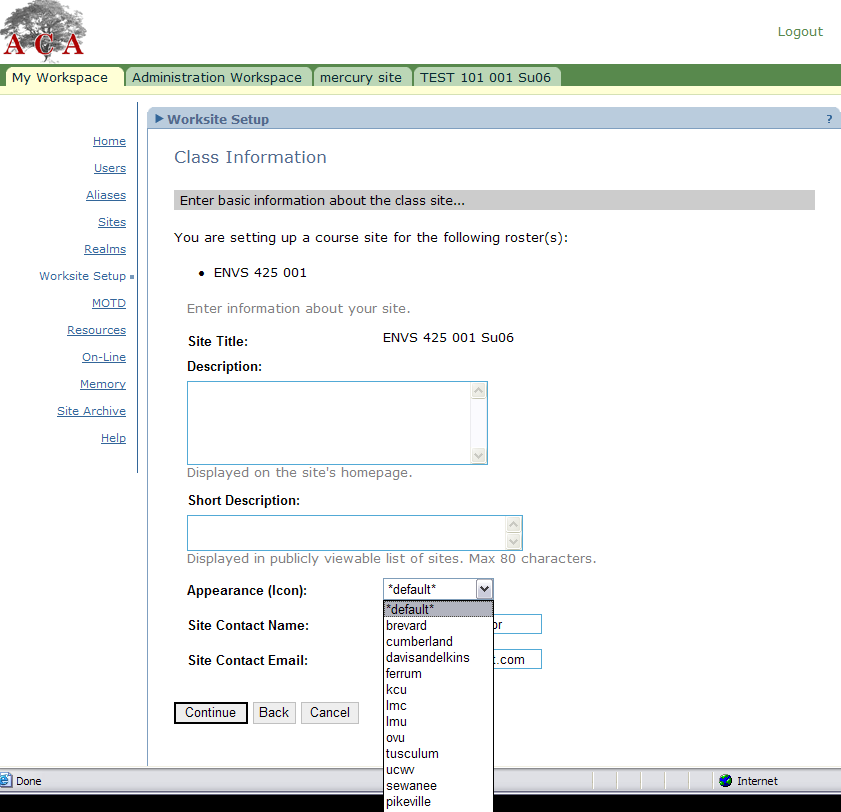 ACA
Logout
My Workspace
Administration Workspace
mercury site
TEST 101 001 Su06
Worksite Setup
?
Home
Users
Aliases
Sites
Realms
Worksite Setup
MOTD
Resources
On-Line
Memory
Site Archive
Help
Class Information
Enter basic information about the class site...
You are setting up a course site for the following roster(s):
• ENVS 425 001
Enter information about your site.
Site Title: ENVS 425 001 Su06
Description:
Displayed on the site's homepage.
Short Description:
Displayed in publicly viewable list of sites. Max 80 characters.
Appearance (Icon): *default*
*default*
brevard
cumberland
davisandelkins
ferrum
kcu
lmc
lmu
ovu
tusculum
ucwv
sewanee
pikeville
Site Contact Name: or
Site Contact Email: t.com
Continue
Back
Cancel
Done
Internet